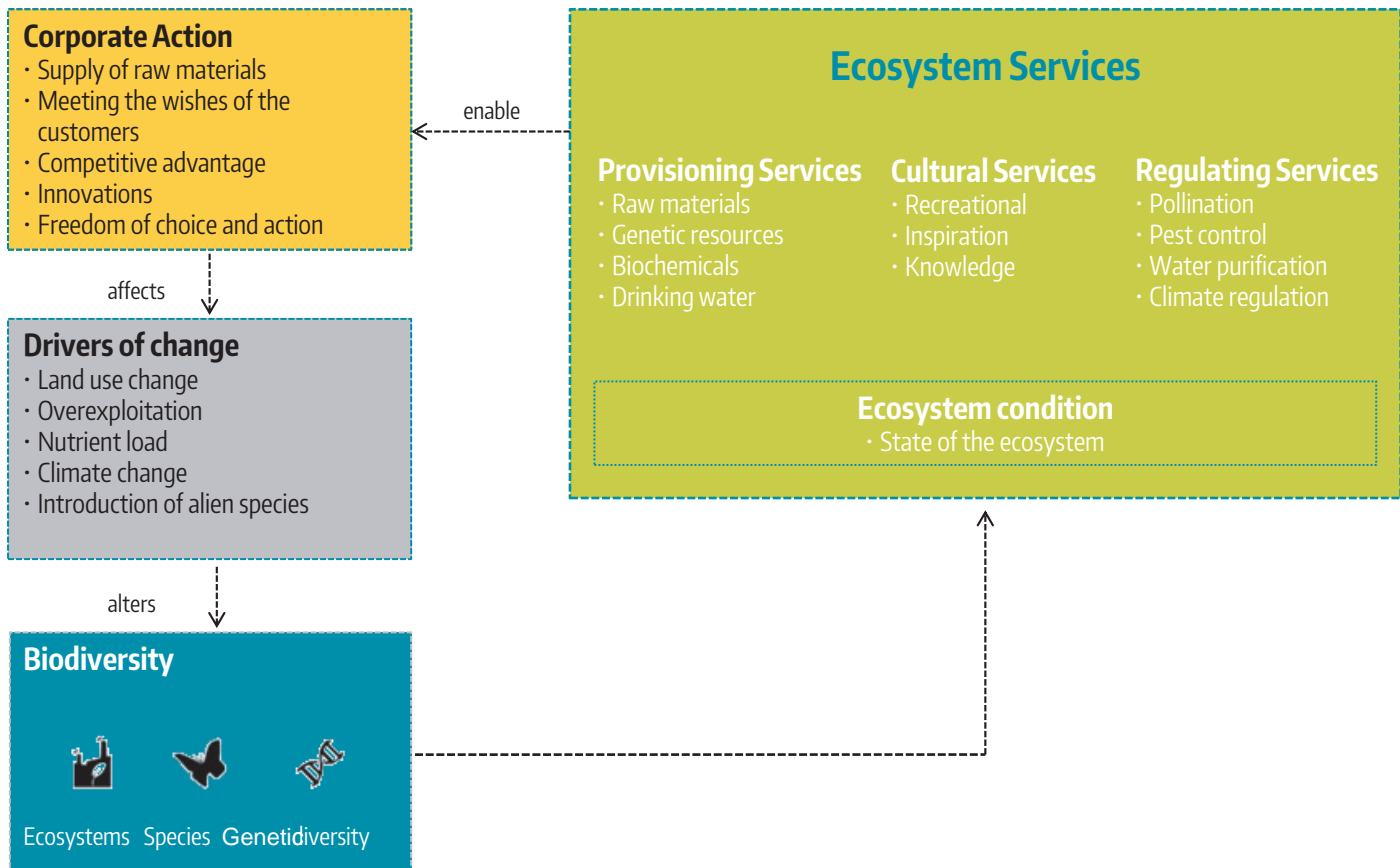 Corporate Action
· Supply of raw materials
· Meeting the wishes of the
customers
· Competitive advantage
· Innovations
· Freedom of choice and action
enable
Ecosystem Services
Provisioning Services
· Raw materials
· Genetic resources
· Biochemicals
· Drinking water
Cultural Services
· Recreational
· Inspiration
· Knowledge
Regulating Services
· Pollination
· Pest control
· Water purification
· Climate regulation
Ecosystem condition
· State of the ecosystem
affects
Drivers of change
· Land use change
· Overexploitation
· Nutrient load
· Climate change
· Introduction of alien species
alters
Biodiversity
Ecosystems Species Genetic diversity